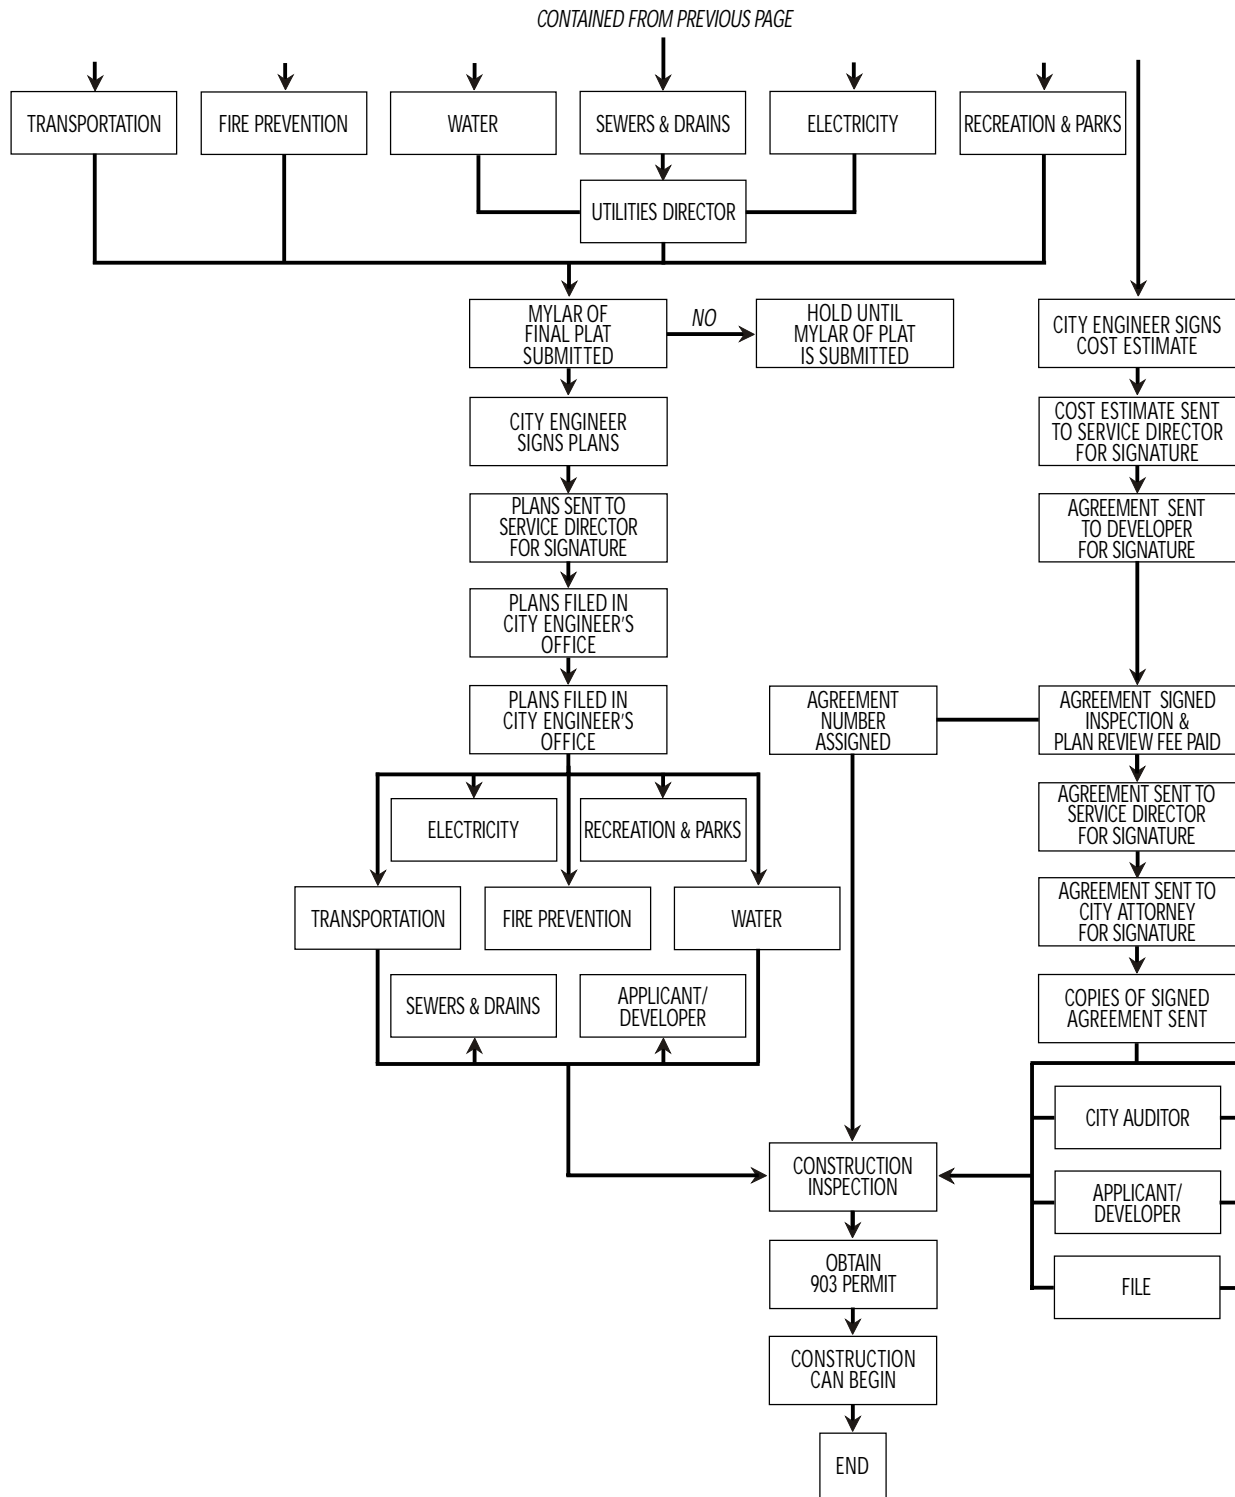 CONTAINED FROM PREVIOUS PAGE
TRANSPORTATION
FIRE PREVENTION
WATER
SEWERS & DRAINS
ELECTRICITY
RECREATION & PARKS
UTILITIES DIRECTOR
MYLAR OF
FINAL PLAT
SUBMITTED
NO
HOLD UNTIL
MYLAR OF PLAT
IS SUBMITTED
CITY ENGINEER SIGNS
COST ESTIMATE
CITY ENGINEER
SIGNS PLANS
COST ESTIMATE SENT
TO SERVICE DIRECTOR
FOR SIGNATURE
PLANS SENT TO
SERVICE DIRECTOR
FOR SIGNATURE
AGREEMENT SENT
TO DEVELOPER
FOR SIGNATURE
PLANS FILED IN
CITY ENGINEER'S
OFFICE
PLANS FILED IN
CITY ENGINEER'S
OFFICE
AGREEMENT
NUMBER
ASSIGNED
AGREEMENT SIGNED
INSPECTION &
PLAN REVIEW FEE PAID
ELECTRICITY
RECREATION & PARKS
AGREEMENT SENT TO
SERVICE DIRECTOR
FOR SIGNATURE
TRANSPORTATION
FIRE PREVENTION
WATER
AGREEMENT SENT TO
CITY ATTORNEY
FOR SIGNATURE
SEWERS & DRAINS
APPLICANT/
DEVELOPER
COPIES OF SIGNED
AGREEMENT SENT
CITY AUDITOR
CONSTRUCTION
INSPECTION
APPLICANT/
DEVELOPER
OBTAIN
903 PERMIT
FILE
CONSTRUCTION
CAN BEGIN
END